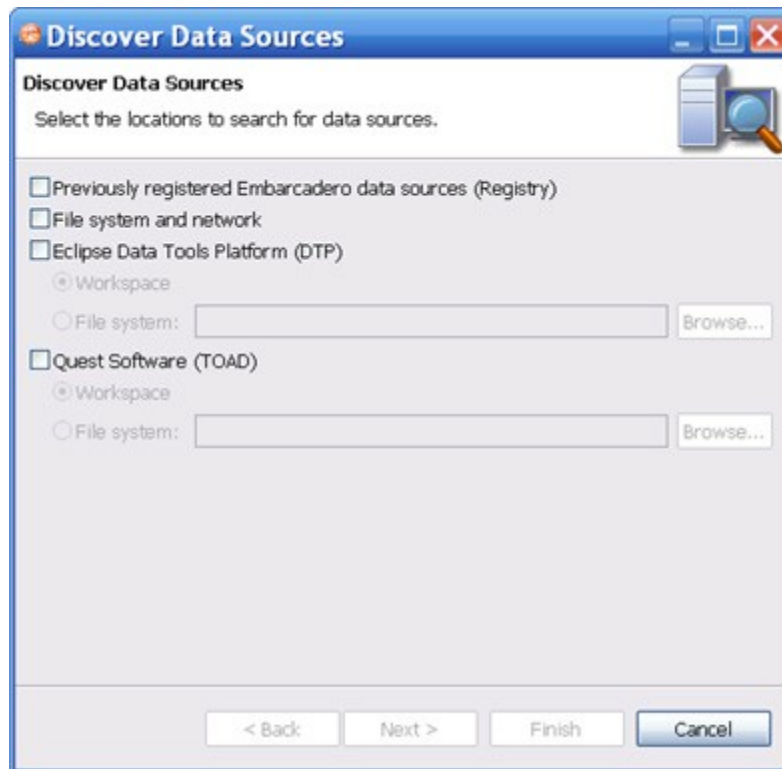 Discover Data Sources
Discover Data Sources
Select the locations to search for data sources.
Previously registered Embarcadero data sources (Registry)
File system and network
Eclipse Data Tools Platform (DTP)
Workspace
File system:
Browse...
Quest Software (TOAD)
Workspace
File system:
Browse...
< Back
Next >
Finish
Cancel